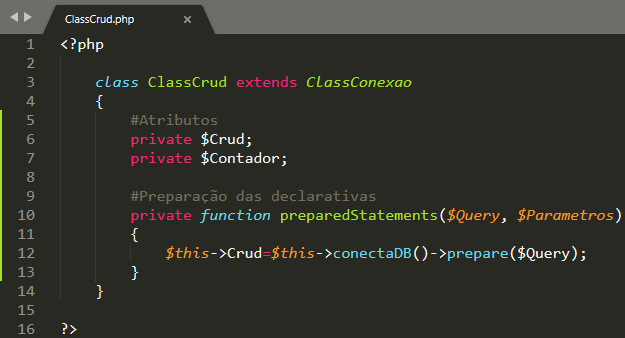 ClassCrud.php ×
1 <?php
2
3 class ClassCrud extends ClassConexao
4 {
5 #Atributos
6 private $Crud;
7 private $Contador;
8
9 #Preparação das declarativas
10 private function preparedStatements($Query, $Parametros)
11 {
12 $this->Crud=$this->conectaDB()->prepare($Query);
13 }
14 }
15
16 ?>